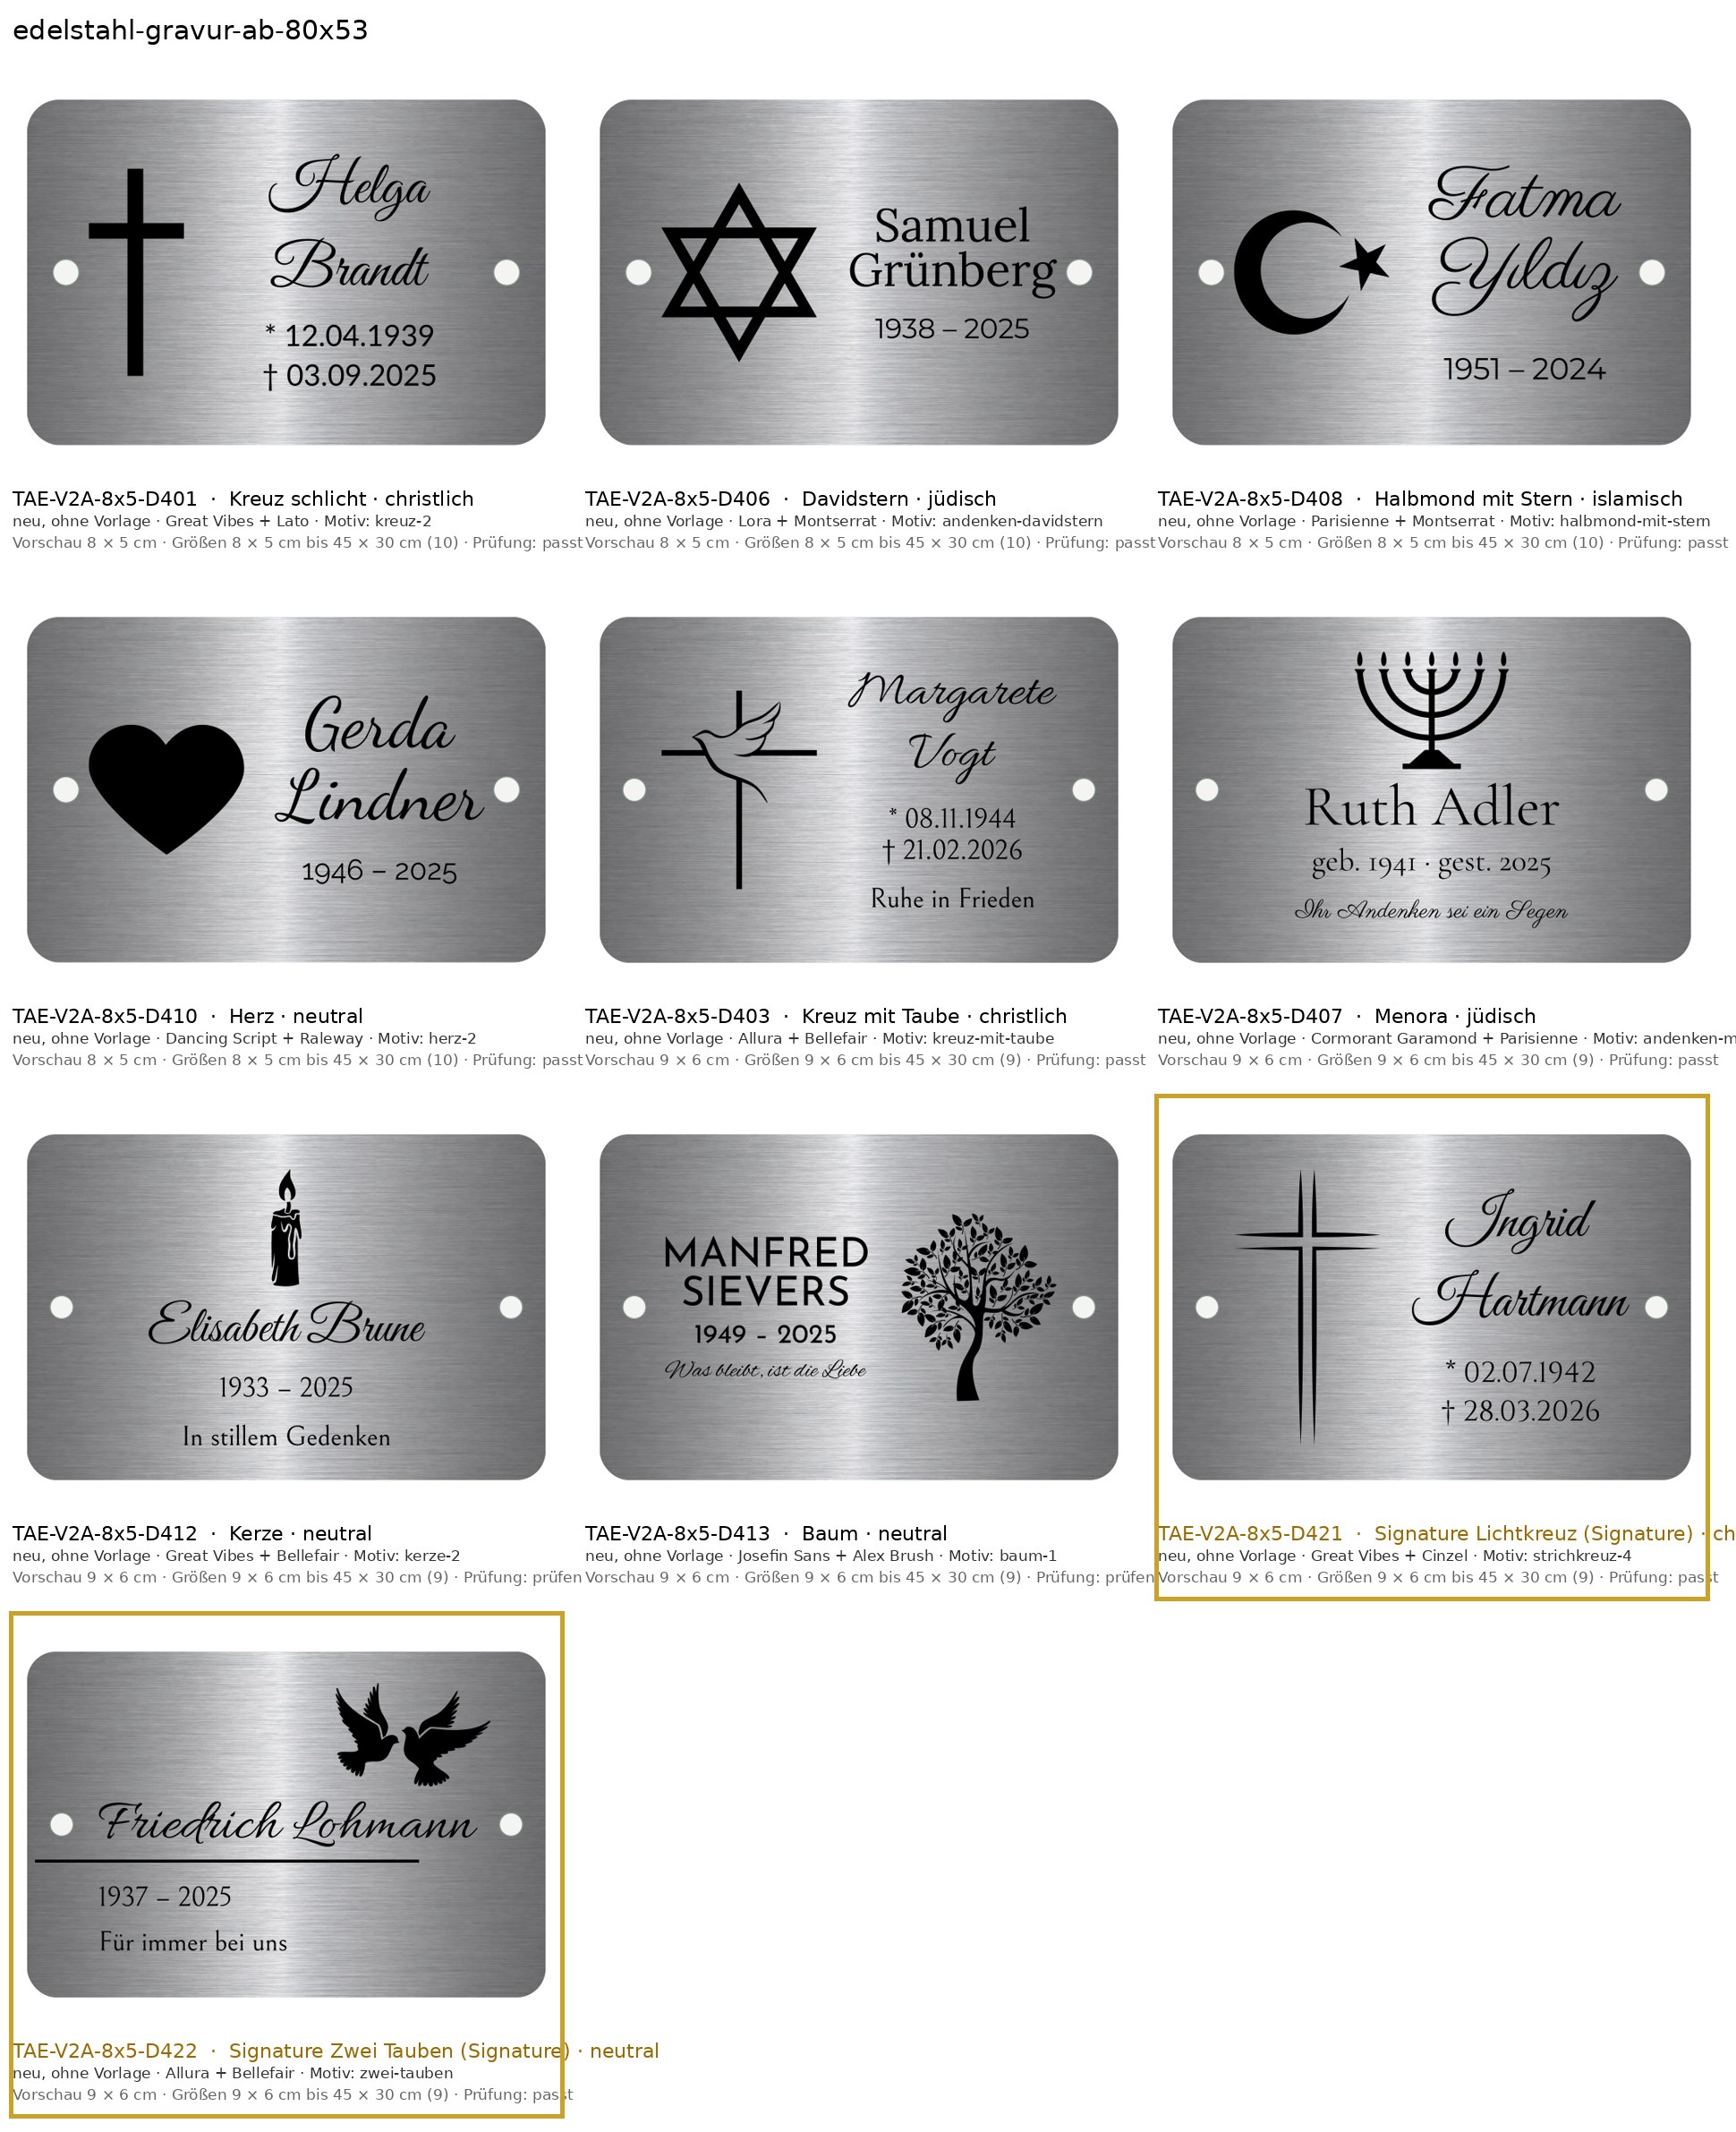 edelstahl-gravur-ab-80x53
Helga
Brandt
* 12.04.1939
† 03.09.2025
TAE-V2A-8x5-D401 · Kreuz schlicht · christlich
neu, ohne Vorlage · Great Vibes + Lato · Motiv: kreuz-2
Vorschau 8 × 5 cm · Größen 8 × 5 cm bis 45 × 30 cm (10) · Prüfung: passt
Samuel
Grünberg
1938 – 2025
TAE-V2A-8x5-D406 · Davidstern · jüdisch
neu, ohne Vorlage · Lora + Montserrat · Motiv: andenken-davidstern
Vorschau 8 × 5 cm · Größen 8 × 5 cm bis 45 × 30 cm (10) · Prüfung: passt
Fatma
Yıldız
1951 – 2024
TAE-V2A-8x5-D408 · Halbmond mit Stern · islamisch
neu, ohne Vorlage · Parisienne + Montserrat · Motiv: halbmond-mit-stern
Vorschau 8 × 5 cm · Größen 8 × 5 cm bis 45 × 30 cm (10) · Prüfung: passt
Gerda
Lindner
1946 – 2025
TAE-V2A-8x5-D410 · Herz · neutral
neu, ohne Vorlage · Dancing Script + Raleway · Motiv: herz-2
Vorschau 8 × 5 cm · Größen 8 × 5 cm bis 45 × 30 cm (10) · Prüfung: passt
Margarete
Vogt
* 08.11.1944
† 21.02.2026
Ruhe in Frieden
TAE-V2A-8x5-D403 · Kreuz mit Taube · christlich
neu, ohne Vorlage · Allura + Bellefair · Motiv: kreuz-mit-taube
Vorschau 9 × 6 cm · Größen 9 × 6 cm bis 45 × 30 cm (9) · Prüfung: passt
Ruth Adler
geb. 1941 · gest. 2025
Ihr Andenken sei ein Segen
TAE-V2A-8x5-D407 · Menora · jüdisch
neu, ohne Vorlage · Cormorant Garamond + Parisienne · Motiv: andenken-m
Vorschau 9 × 6 cm · Größen 9 × 6 cm bis 45 × 30 cm (9) · Prüfung: passt
Elisabeth Brune
1933 – 2025
In stillem Gedenken
TAE-V2A-8x5-D412 · Kerze · neutral
neu, ohne Vorlage · Great Vibes + Bellefair · Motiv: kerze-2
Vorschau 9 × 6 cm · Größen 9 × 6 cm bis 45 × 30 cm (9) · Prüfung: prüfen
MANFRED
SIEVERS
1949 – 2025
Was bleibt, ist die Liebe
TAE-V2A-8x5-D413 · Baum · neutral
neu, ohne Vorlage · Josefin Sans + Alex Brush · Motiv: baum-1
Vorschau 9 × 6 cm · Größen 9 × 6 cm bis 45 × 30 cm (9) · Prüfung: prüfen
Ingrid
Hartmann
* 02.07.1942
† 28.03.2026
TAE-V2A-8x5-D421 · Signature Lichtkreuz (Signature) · ch
neu, ohne Vorlage · Great Vibes + Cinzel · Motiv: strichkreuz-4
Vorschau 9 × 6 cm · Größen 9 × 6 cm bis 45 × 30 cm (9) · Prüfung: passt
Friedrich Lohmann
1937 – 2025
Für immer bei uns
TAE-V2A-8x5-D422 · Signature Zwei Tauben (Signature) · neutral
neu, ohne Vorlage · Allura + Bellefair · Motiv: zwei-tauben
Vorschau 9 × 6 cm · Größen 9 × 6 cm bis 45 × 30 cm (9) · Prüfung: passt